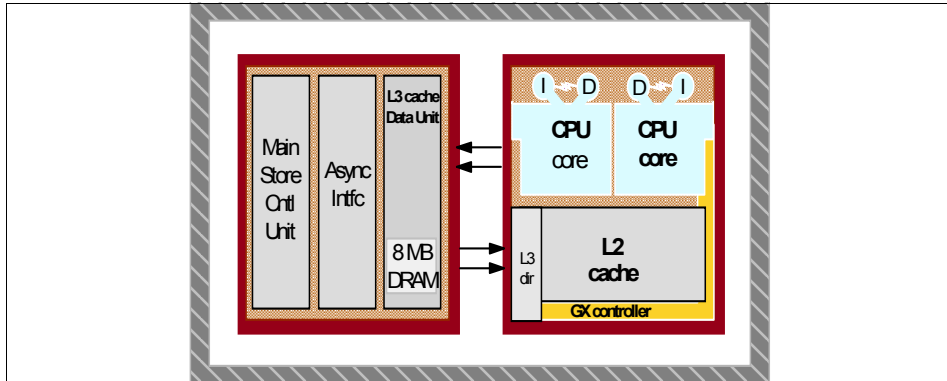 Main
Store
Cntl
Unit
Async
Intfc
L3 cache
Data Unit
8 MB
DRAM
I D
D I
CPU
core
CPU
core
L3
dir
L2
cache
GX controller